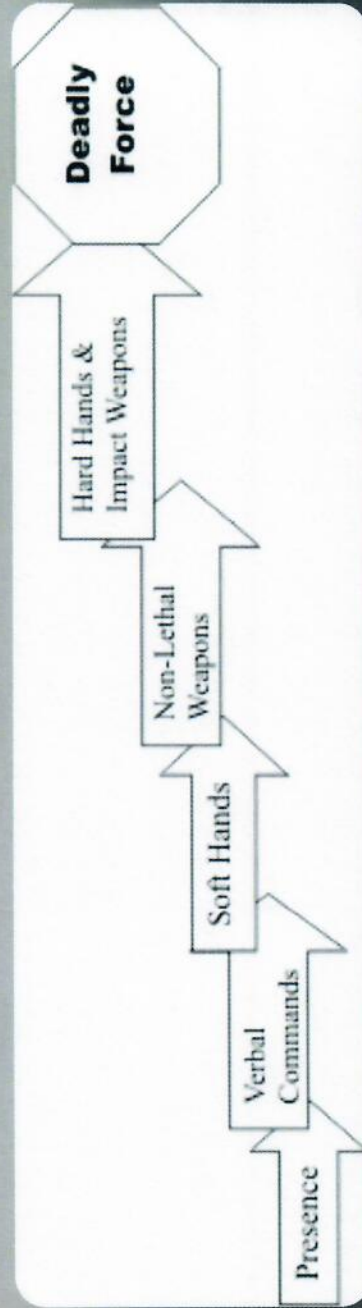 Presence
Verbal
Commands
Soft Hands
Non-Lethal
Weapons
Hard Hands &
Impact Weapons
Deadly
Force